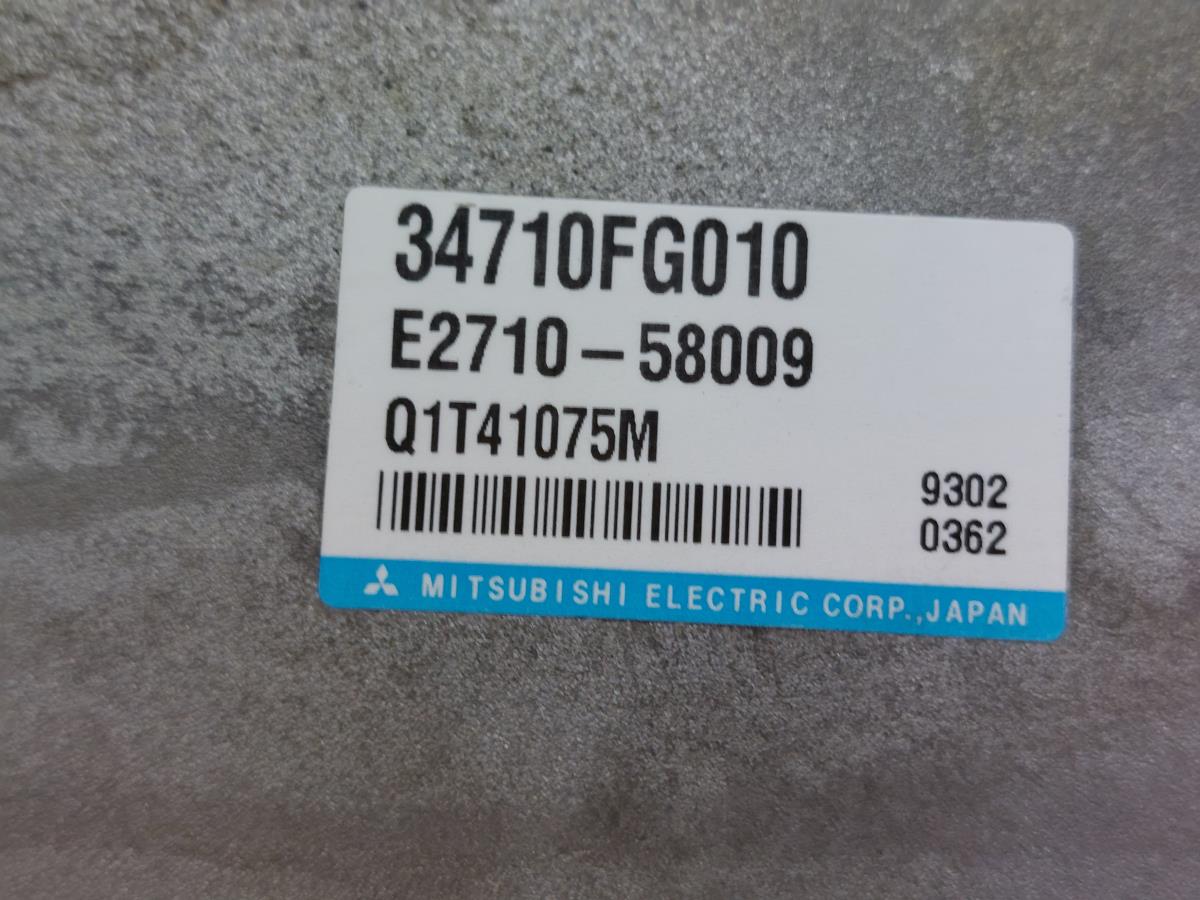 34710FG010
E2710-58009
Q1T41075M
9302
0362
MITSUBISHI ELECTRIC CORP.,JAPAN